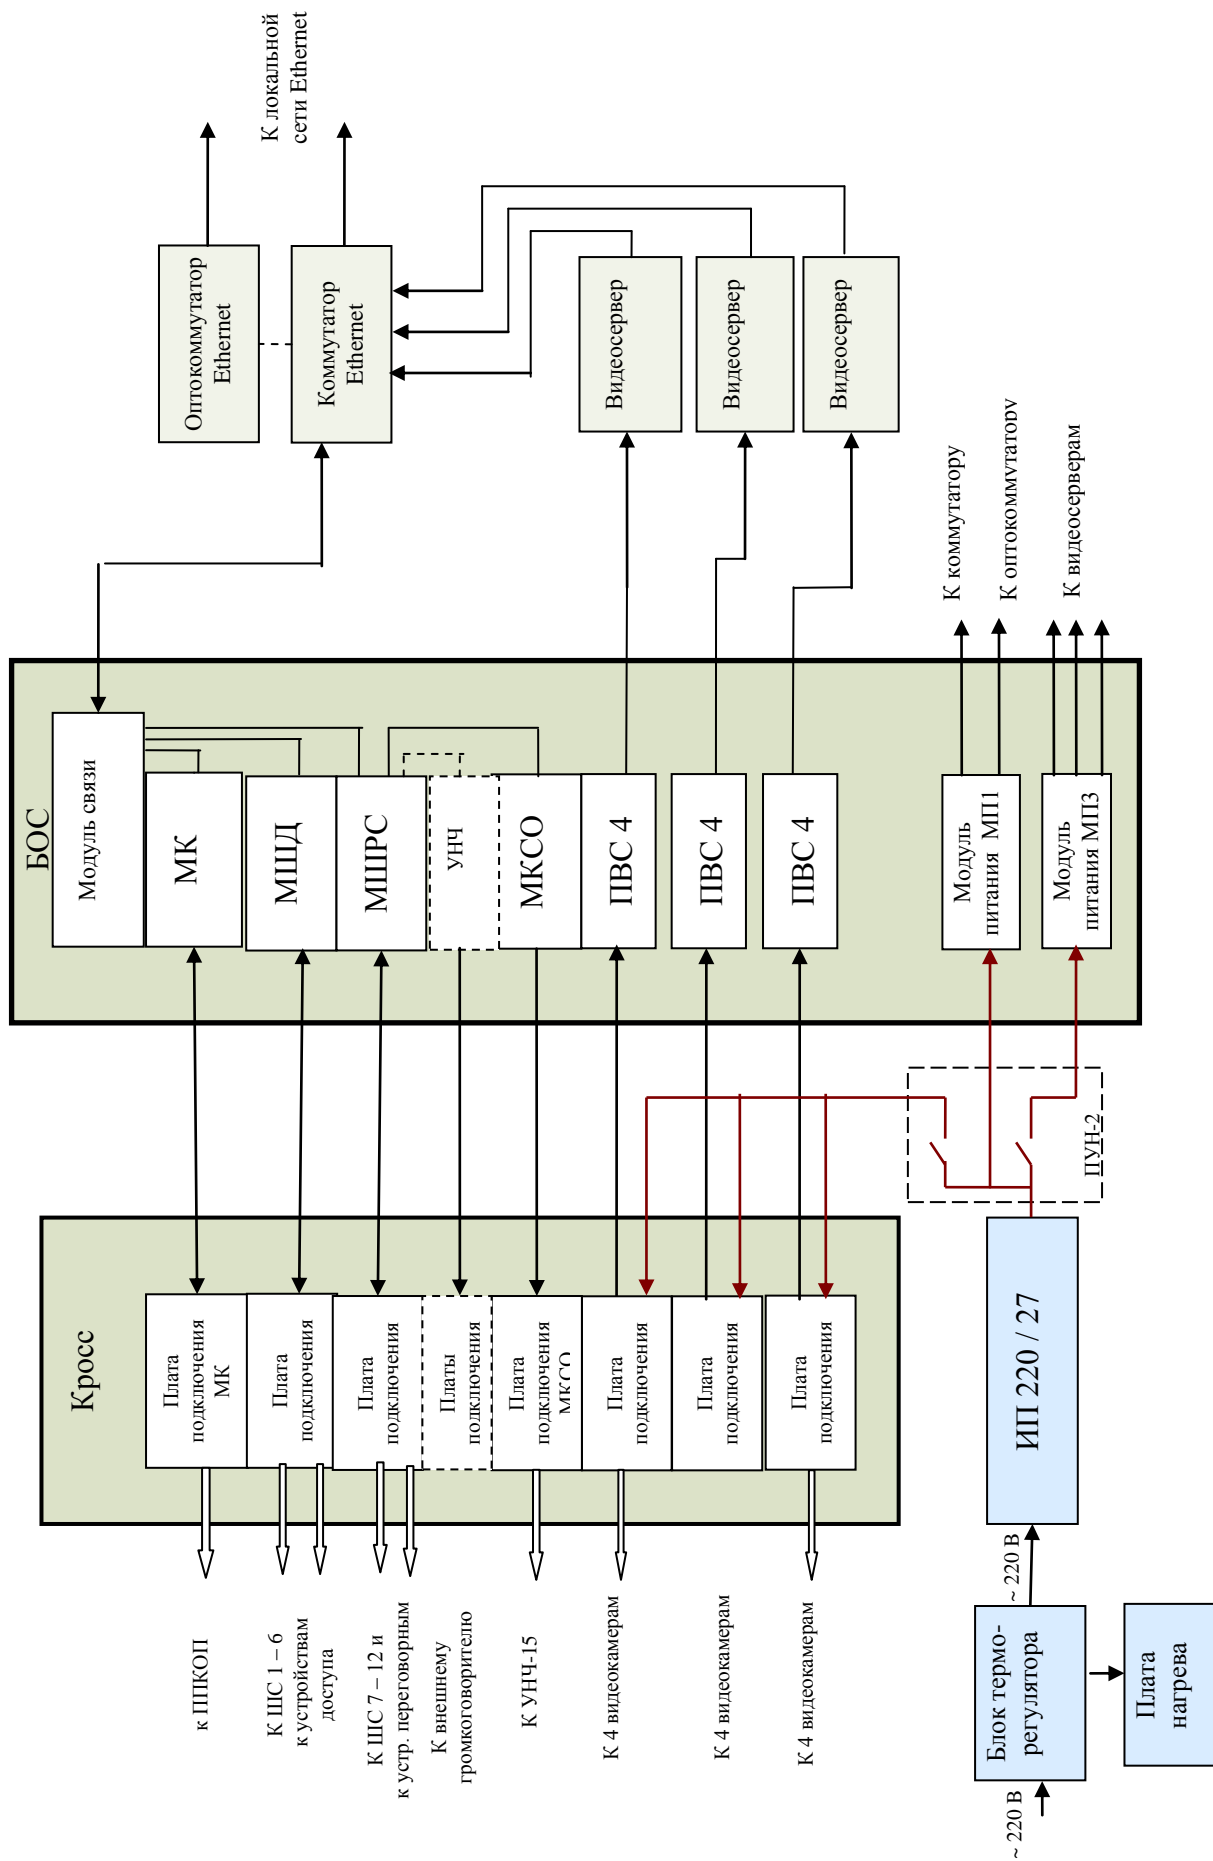 К локальной
сети Ethernet
Оптокоммутатор
Ethernet
Коммутатор
Ethernet
Видеосервер
Видеосервер
Видеосервер
К коммутатору
К оптокоммутатору
К видеосерверам
БОС
Модуль связи
МК
МШД
МШРС
УНЧ
МКСО
ПВС 4
ПВС 4
ПВС 4
Модуль
питания МП1
Модуль
питания МП3
ПУН-2
Кросс
Плата
подключения
МК
Плата
подключения
Плата
подключения
Платы
подключения
Плата
подключения
МКСО
Плата
подключения
Плата
подключения
Плата
подключения
ИП 220 / 27
к ППКОП
К ШС 1 – 6
к устройствам
доступа
К ШС 7 – 12 и
к устр. переговорным
К внешнему
громкоговорителю
К УНЧ-15
К 4 видеокамерам
К 4 видеокамерам
К 4 видеокамерам
~ 220 В
Блок термо-
регулятора
Плата
нагрева
~ 220 В